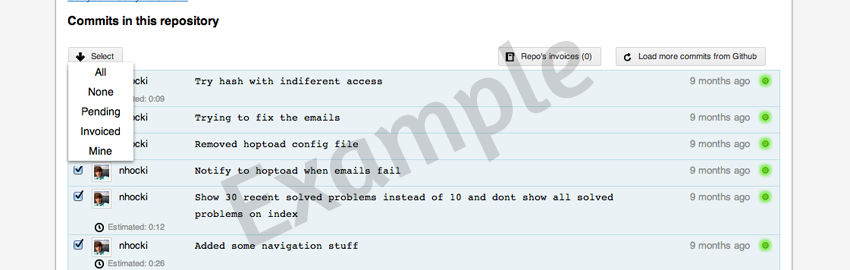 Commits in this repository
Select
Repo's invoices (0)
Load more commits from Github
All
None
Pending
Invoiced
Mine
Try hash with indiferent access
9 months ago
0:09
Trying to fix the emails
9 months ago
Removed hoptoad config file
9 months ago
nhocki
Notify to hoptoad when emails fail
9 months ago
nhocki
Show 30 recent solved problems instead of 10 and dont show all solved
problems on index
9 months ago
Estimated: 0:12
nhocki
Added some navigation stuff
9 months ago
Estimated: 0:26
Example